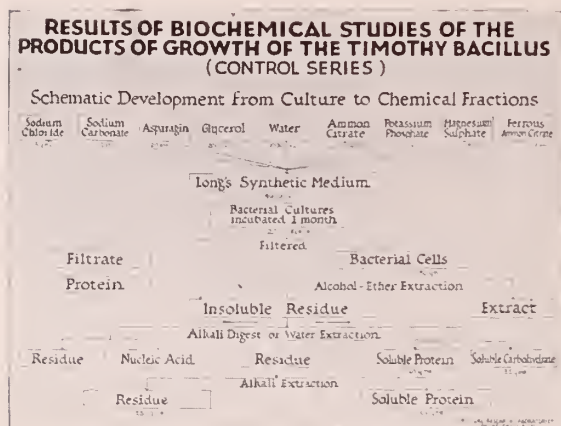 RESULTS OF BIOCHEMICAL STUDIES OF THE
PRODUCTS OF GROWTH OF THE TIMOTHY BACILLUS
(CONTROL SERIES)
Schematic Development from Culture to Chemical Fractions
Sodium Chloride Sodium Carbonate Asparagin Glycerol Water Ammon Citrate Potassium Phosphate Magnesium Sulphate Ferrous Ammon Citrate
Long's Synthetic Medium
Bacterial Cultures
incubated 1 month
Filtered
Filtrate Bacterial Cells
Protein Alcohol-Ether Extraction
Insoluble Residue Extract
Alkali Digest or Water Extraction
Residue Nucleic Acid Residue Soluble Protein Soluble Carbohydrate
Alkali Extraction
Residue Soluble Protein